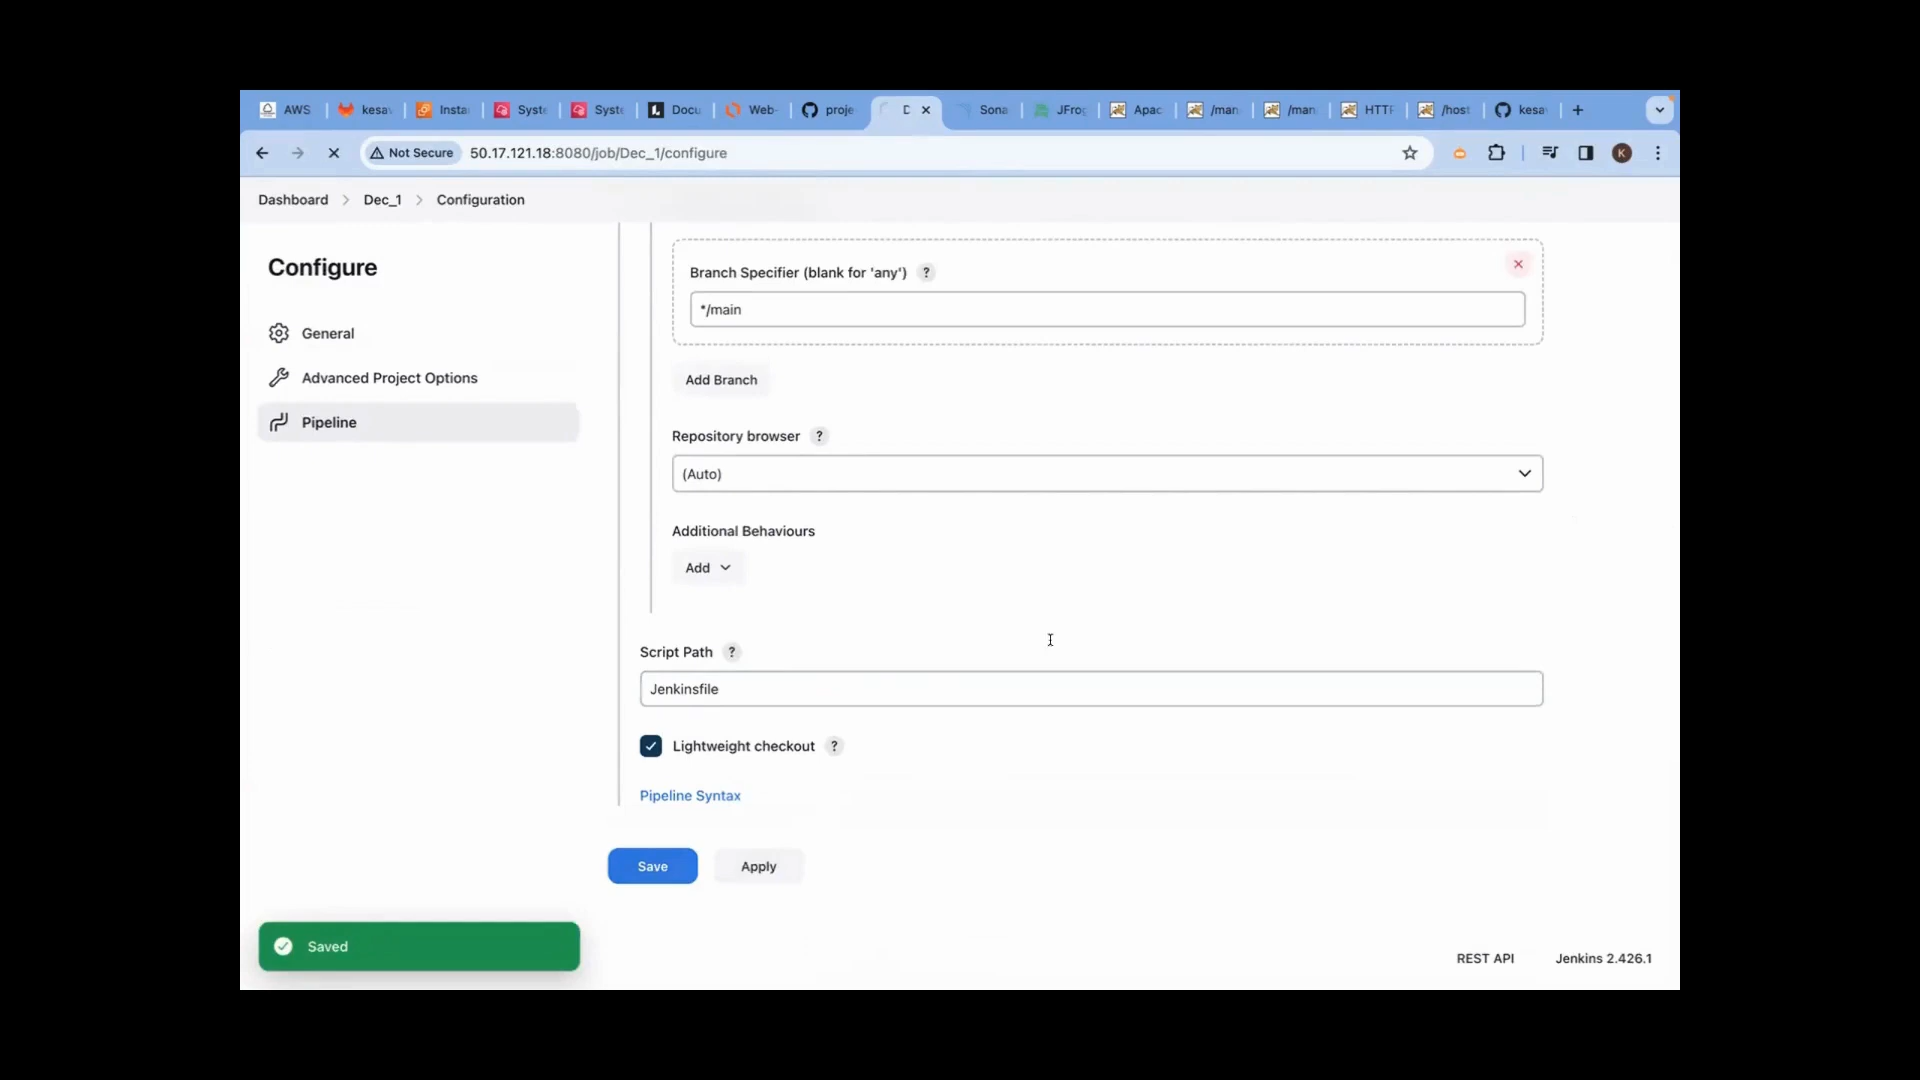 AWS kesav Insta Syste Syste Docu Web- proje D Sona JFrog Apac /man /man HTTP /host kesav
Not Secure 50.17.121.18:8080/job/Dec_1/configure K
Dashboard > Dec_1 > Configuration
Configure
General
Advanced Project Options
Pipeline
Branch Specifier (blank for 'any') ?
*/main
Add Branch
Repository browser ?
(Auto)
Additional Behaviours
Add
Script Path ?
Jenkinsfile
Lightweight checkout ?
Pipeline Syntax
Save Apply
Saved
REST API Jenkins 2.426.1